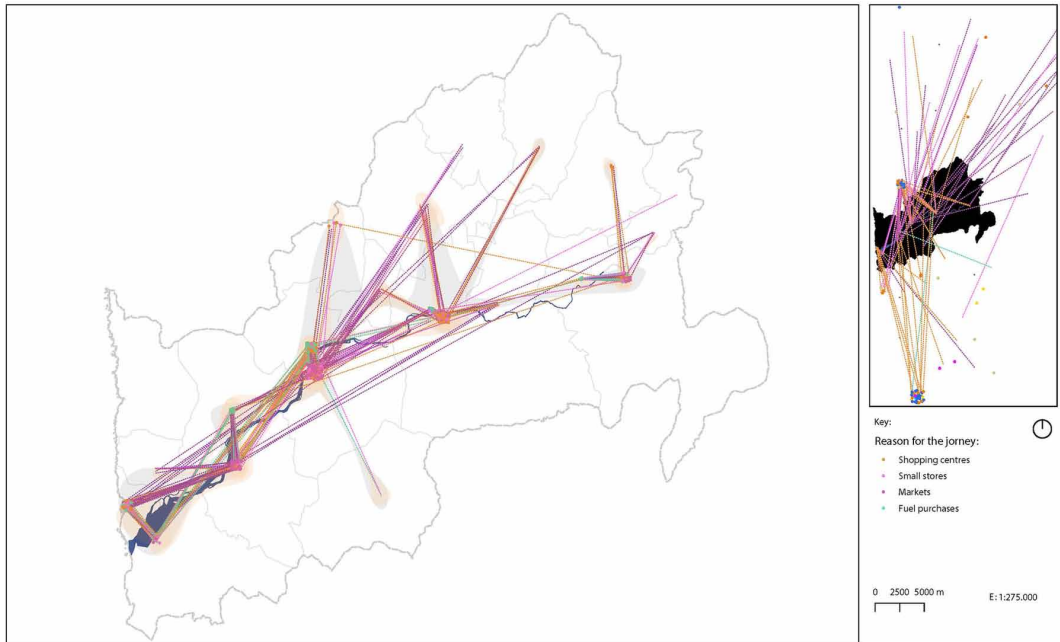 Key:
Reason for the jorney:
Shopping centres
Small stores
Markets
Fuel purchases
0 2500 5000 m
E: 1:275.000